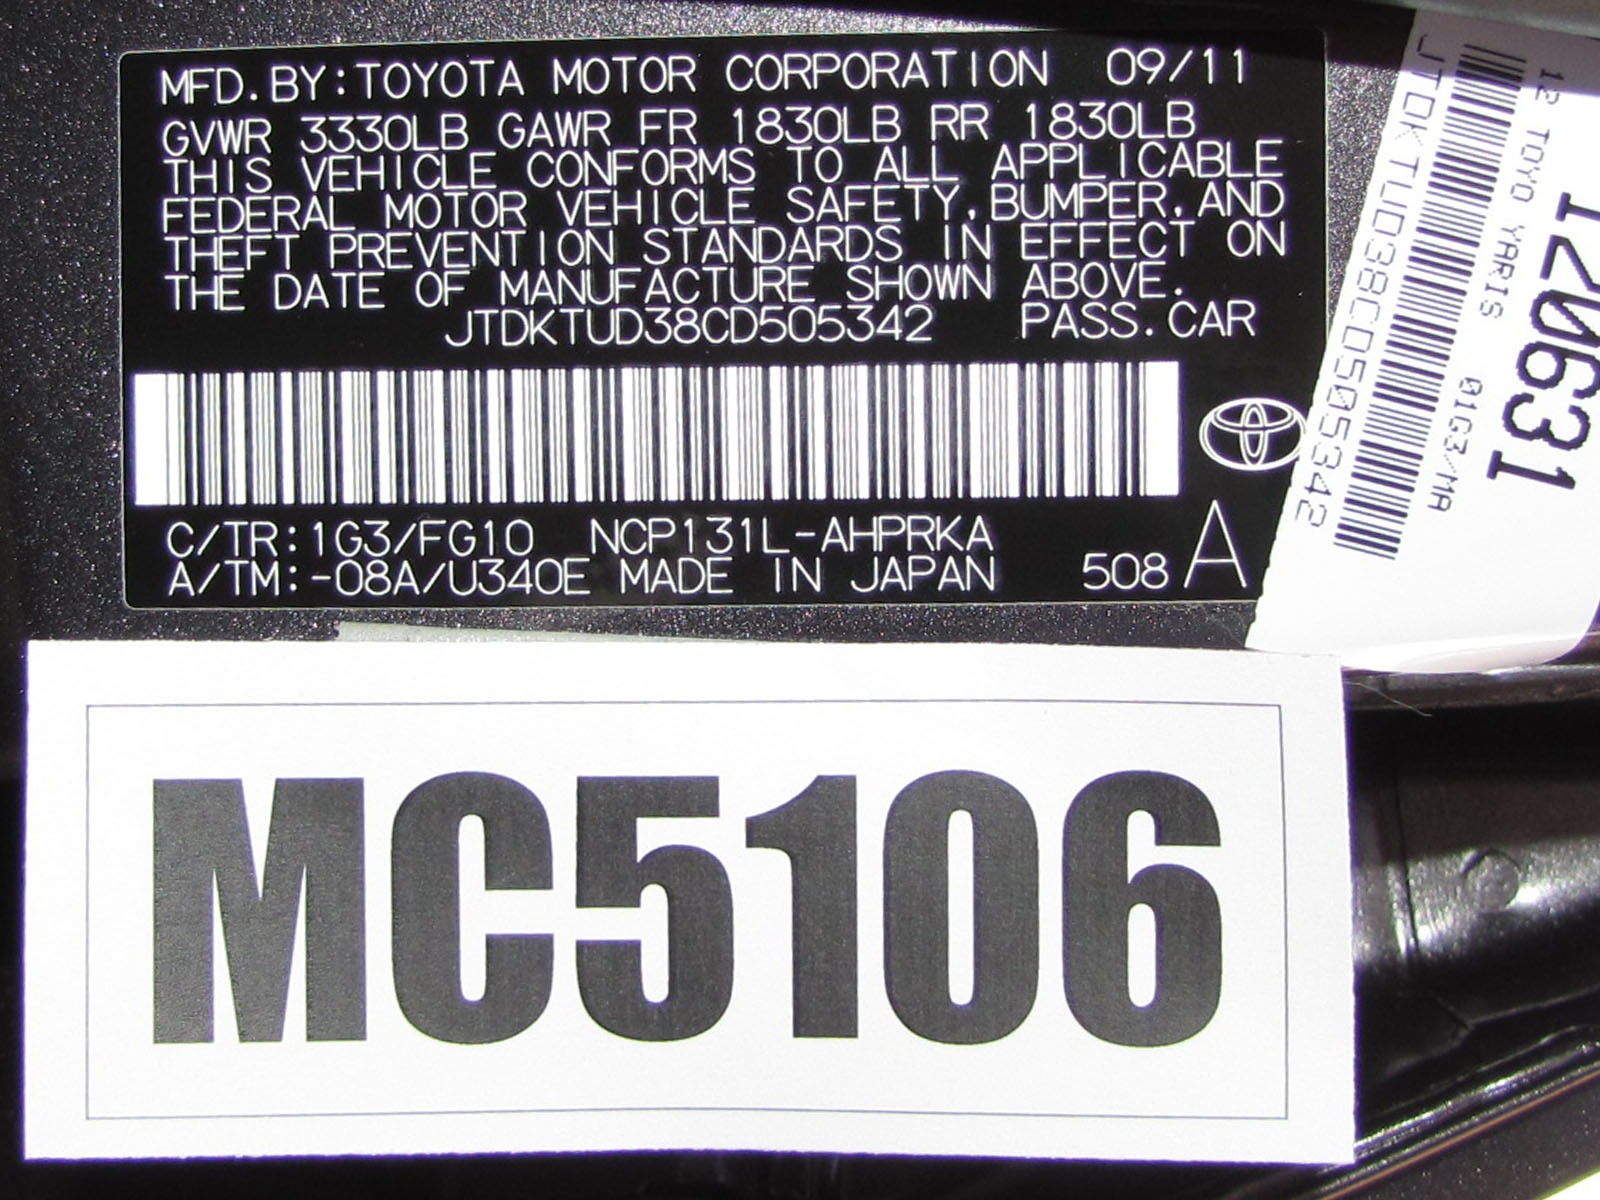 MFD. BY: TOYOTA MOTOR CORPORATION 09/11
GVWR 3330LB GAWR FR 1830LB RR 1830LB
THIS VEHICLE CONFORMS TO ALL APPLICABLE
FEDERAL MOTOR VEHICLE SAFETY, BUMPER, AND
THEFT PREVENTION STANDARDS IN EFFECT ON
THE DATE OF MANUFACTURE SHOWN ABOVE.
JTDKTUD38CD505342 PASS. CAR
C/TR: 1G3/FG10 NCP131L-AHPRKA
A/TM: -08A/U340E MADE IN JAPAN 508 A
120631
12 TOYO YARIS 01G3/MA
JTDKTUD38CD505342
MC5106